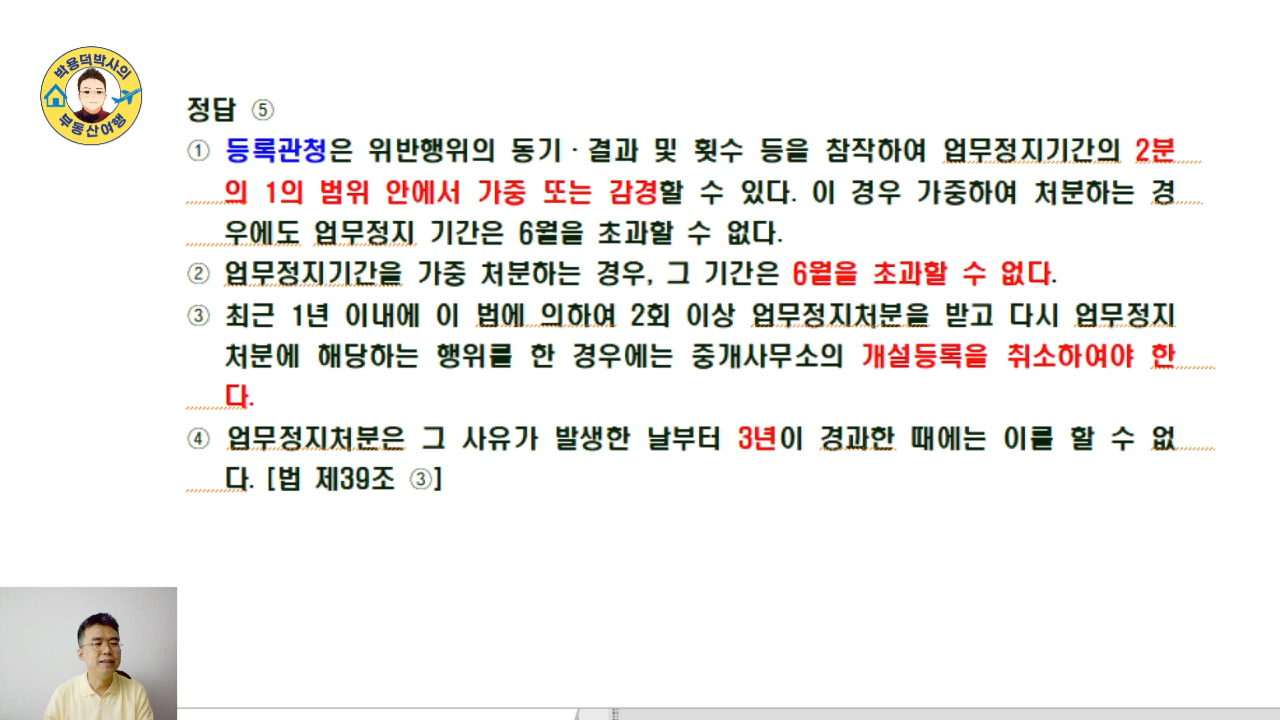 박용덕박사의
부동산여행
정답 ⑤
① 등록관청은 위반행위의 동기·결과 및 횟수 등을 참작하여 업무정지기간의 2분
의 1의 범위 안에서 가중 또는 감경할 수 있다. 이 경우 가중하여 처분하는 경
우에도 업무정지 기간은 6월을 초과할 수 없다.
② 업무정지기간을 가중 처분하는 경우, 그 기간은 6월을 초과할 수 없다.
③ 최근 1년 이내에 이 법에 의하여 2회 이상 업무정지처분을 받고 다시 업무정지
처분에 해당하는 행위를 한 경우에는 중개사무소의 개설등록을 취소하여야 한
다.
④ 업무정지처분은 그 사유가 발생한 날부터 3년이 경과한 때에는 이를 할 수 없
다. [법 제39조 ③]